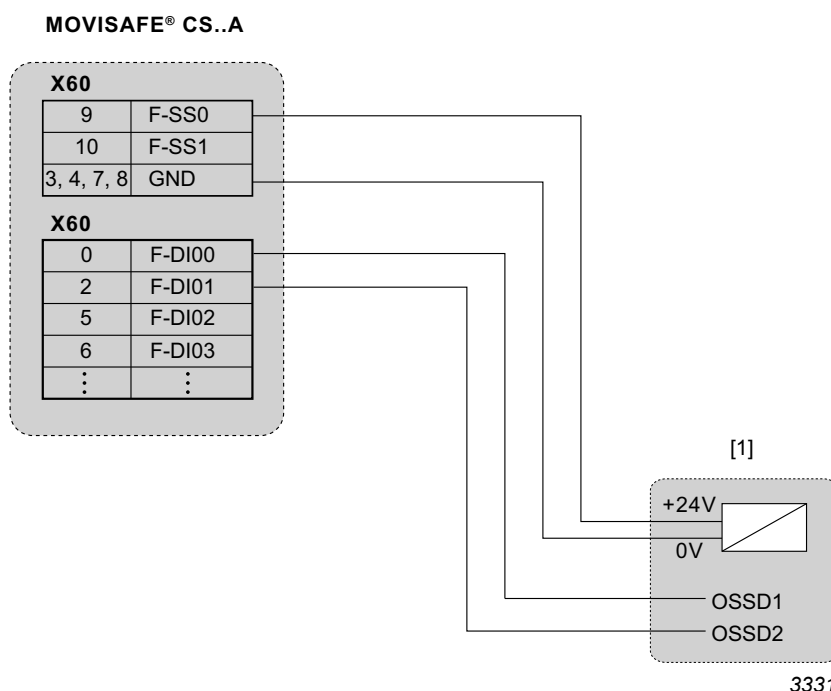 MOVISAFE® CS..A
X60
9 F-SS0
10 F-SS1
3, 4, 7, 8 GND
X60
0 F-DI00
2 F-DI01
5 F-DI02
6 F-DI03
⋮ ⋮
[1]
+24V
0V
OSSD1
OSSD2
3331